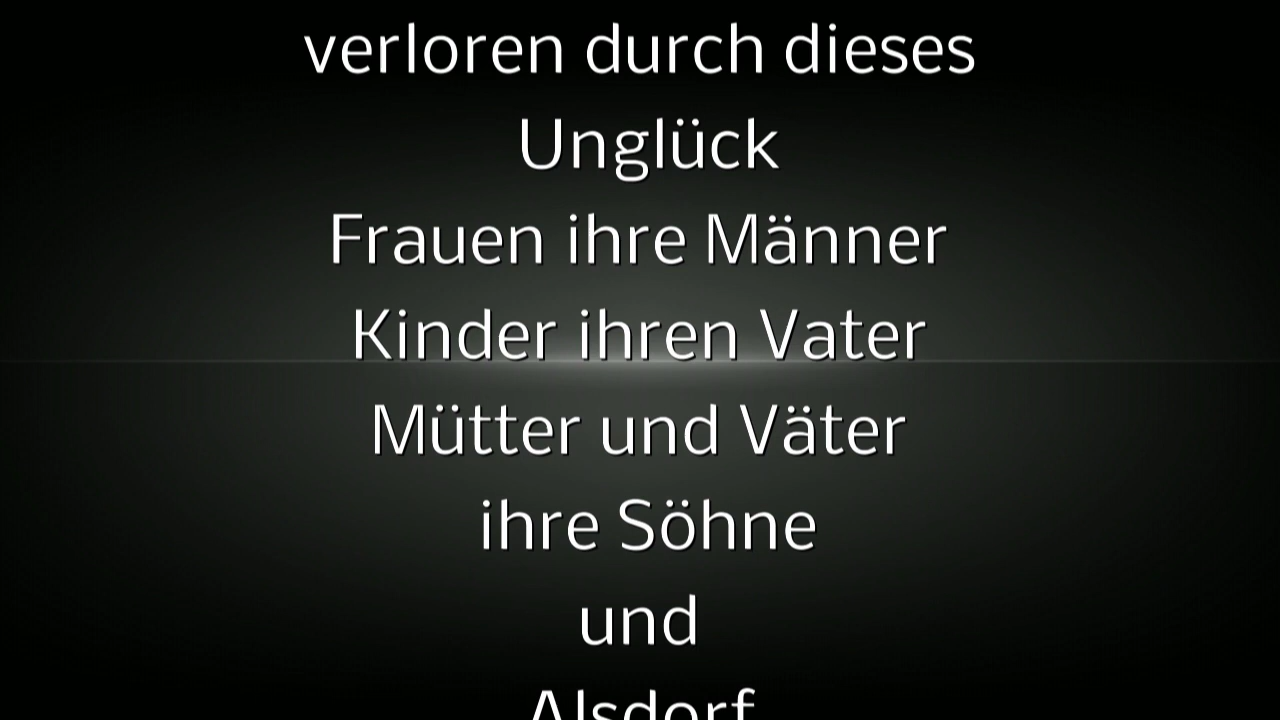 verloren durch dieses
Unglück
Frauen ihre Männer
Kinder ihren Vater
Mütter und Väter
ihre Söhne
und
Alsdorf